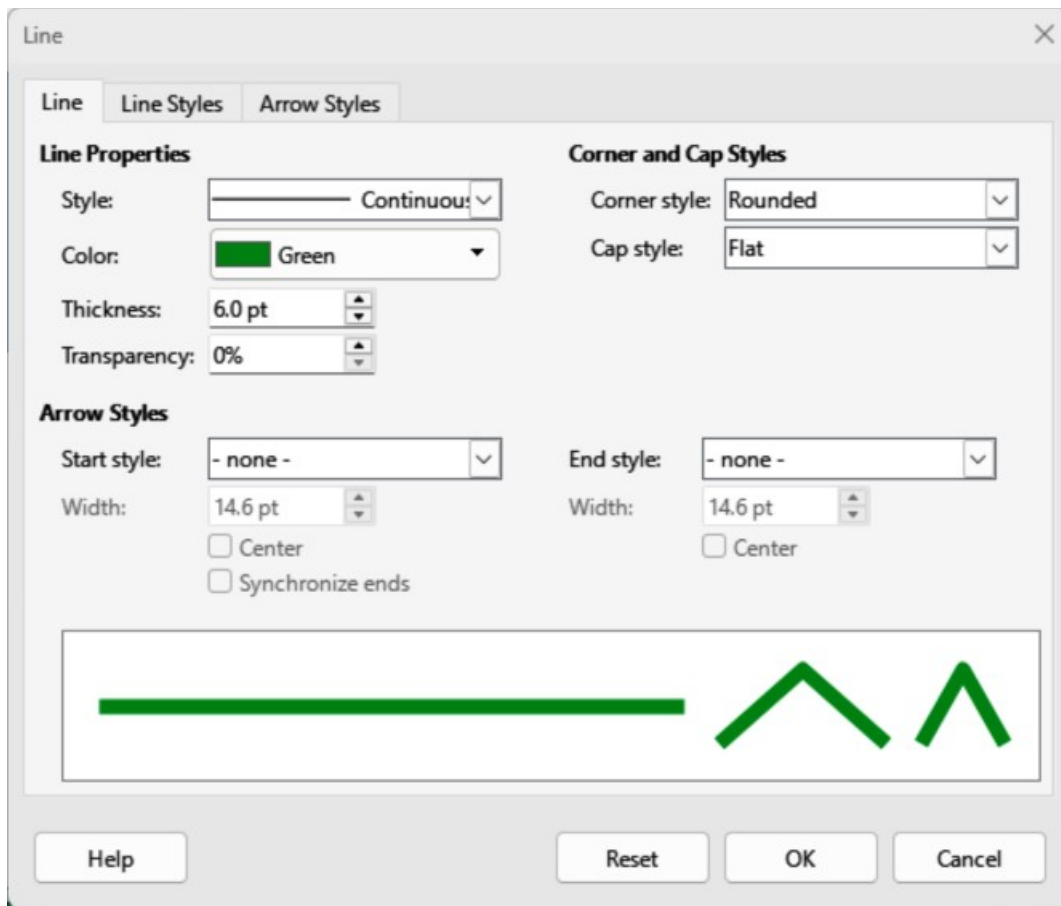 Line
Line Line Styles Arrow Styles
Line Properties Corner and Cap Styles
Style: Continuous Corner style: Rounded
Color: Green Cap style: Flat
Thickness: 6.0 pt
Transparency: 0%
Arrow Styles
Start style: - none - End style: - none -
Width: 14.6 pt Width: 14.6 pt
Center Center
Synchronize ends
Help Reset OK Cancel